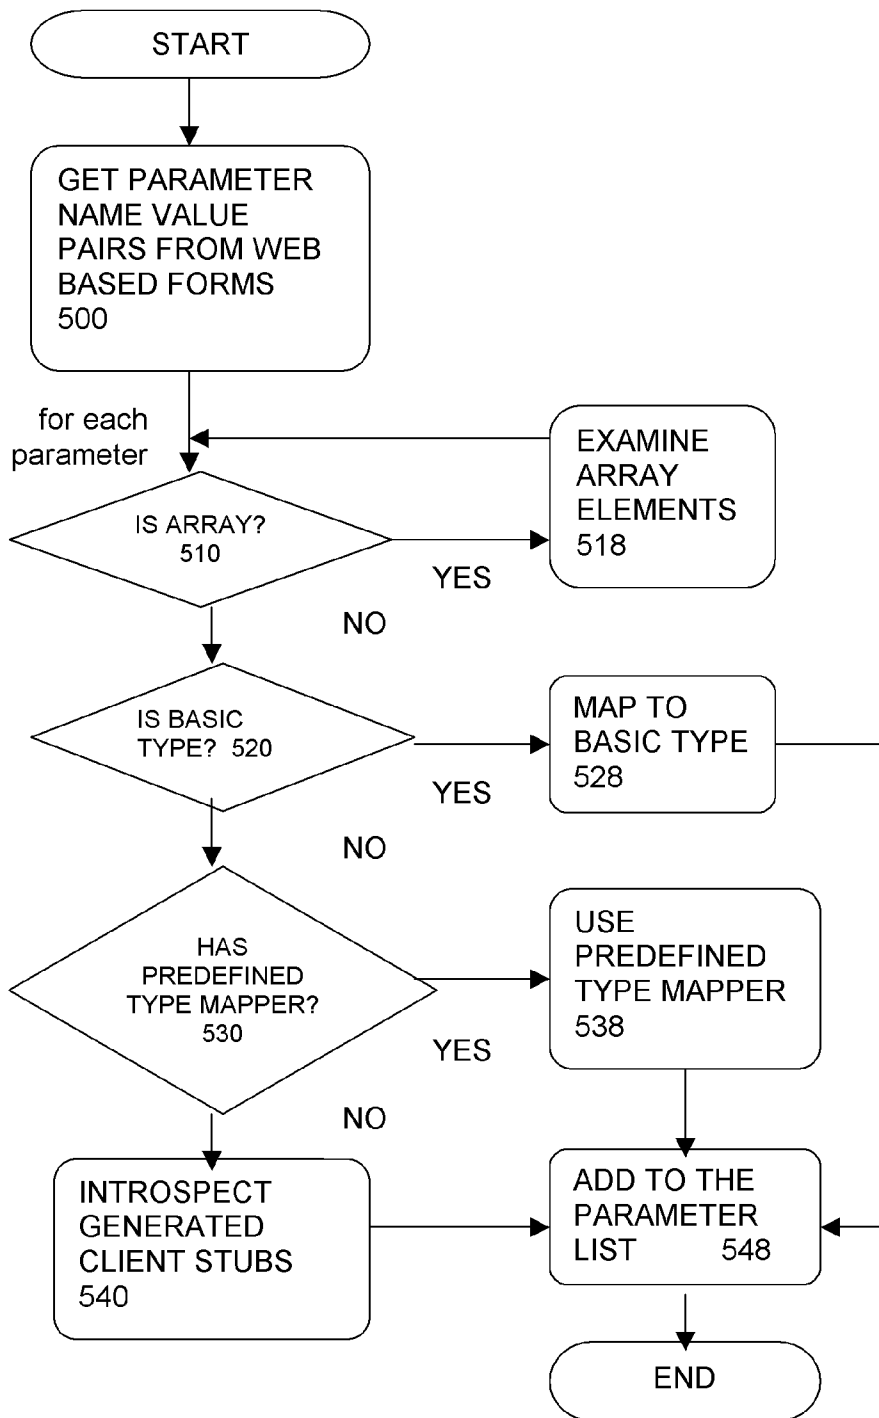 START
GET PARAMETER
NAME VALUE
PAIRS FROM WEB
BASED FORMS
500
for each
parameter
EXAMINE
ARRAY
ELEMENTS
518
IS ARRAY?
510
YES
NO
IS BASIC
TYPE? 520
MAP TO
BASIC TYPE
528
YES
NO
HAS
PREDEFINED
TYPE MAPPER?
530
USE
PREDEFINED
TYPE MAPPER
538
YES
NO
INTROSPECT
GENERATED
CLIENT STUBS
540
ADD TO THE
PARAMETER
LIST 548
END